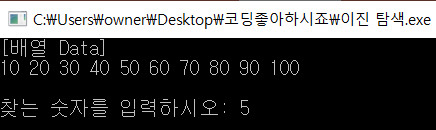 C:₩Users₩owner₩Desktop₩코딩좋아하시죠₩이진 탐색.exe
[배열 Data]
10 20 30 40 50 60 70 80 90 100
찾는 숫자를 입력하시오: 5